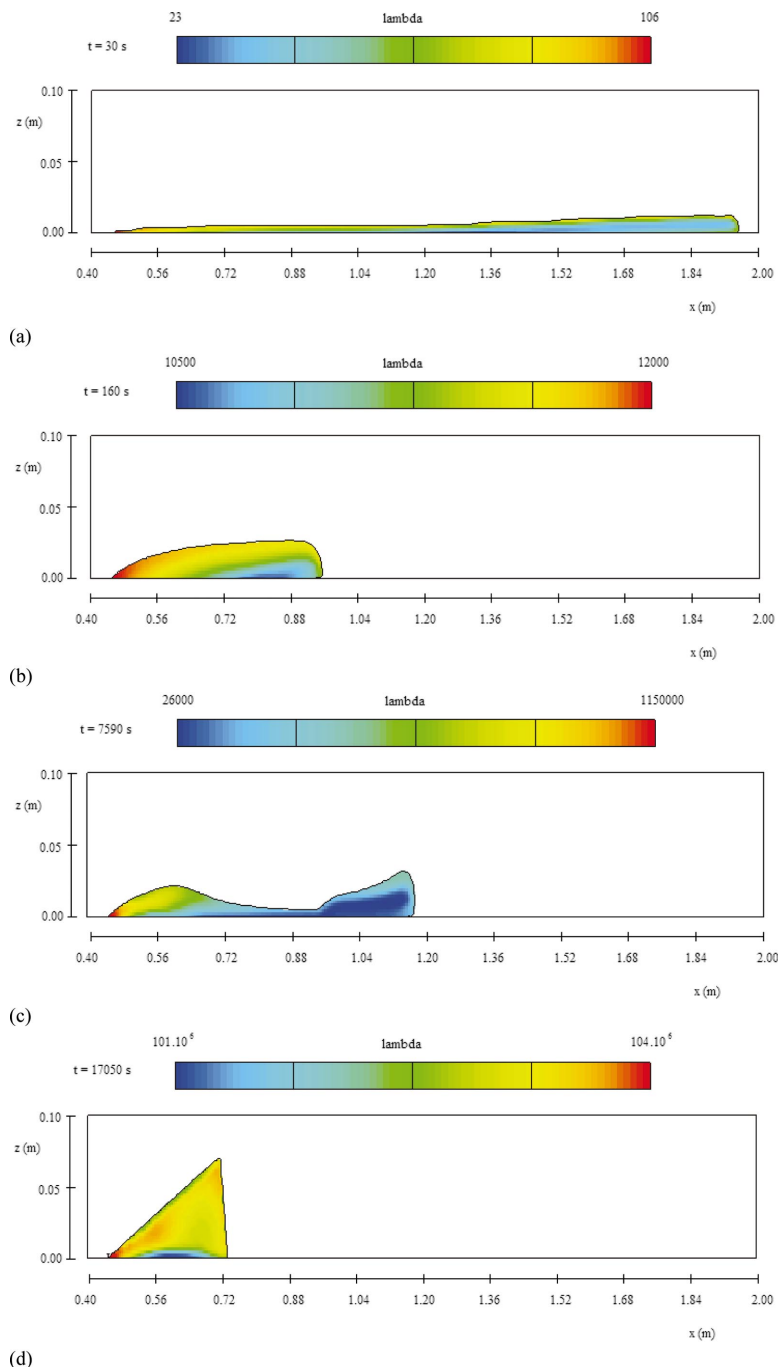 23 lambda 106
t = 30 s
0.10
z (m)
0.05
0.00
0.40 0.56 0.72 0.88 1.04 1.20 1.36 1.52 1.68 1.84 2.00
x (m)
(a)
10500 lambda 12000
t = 160 s
0.10
z (m)
0.05
0.00
0.40 0.56 0.72 0.88 1.04 1.20 1.36 1.52 1.68 1.84 2.00
x (m)
(b)
26000 lambda 1150000
t = 7590 s
0.10
z (m)
0.05
0.00
0.40 0.56 0.72 0.88 1.04 1.20 1.36 1.52 1.68 1.84 2.00
x (m)
(c)
101.10⁶ lambda 104.10⁶
t = 17050 s
0.10
z (m)
0.05
0.00
0.40 0.56 0.72 0.88 1.04 1.20 1.36 1.52 1.68 1.84 2.00
x (m)
(d)